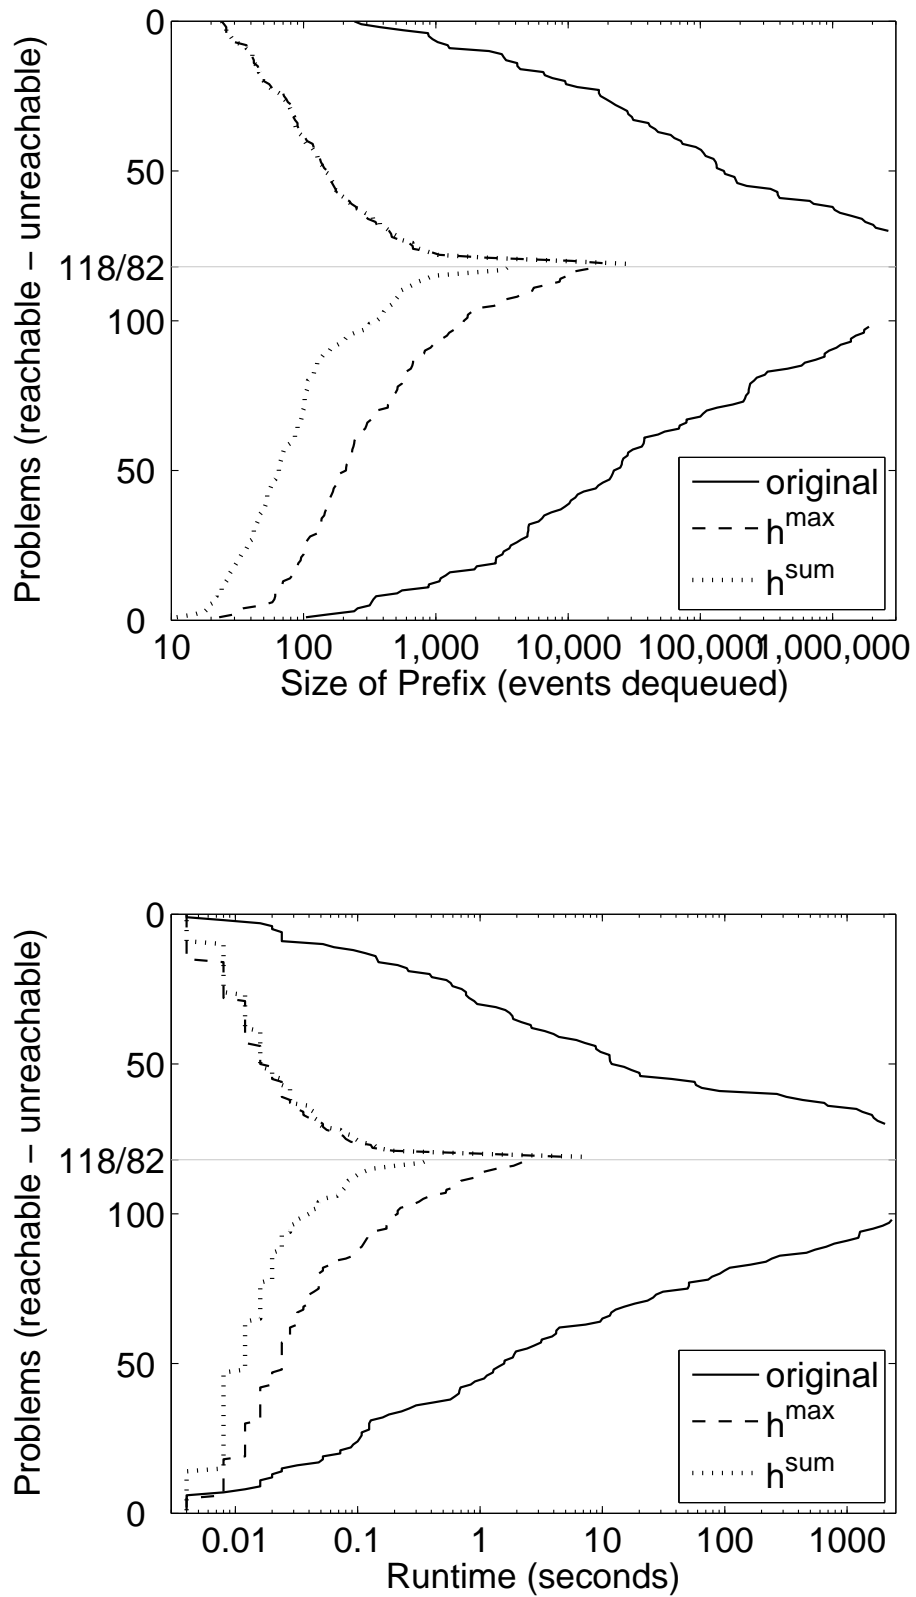 0
50
118/82
100
50
0
Problems (reachable – unreachable)
original
h^max
h^sum
10 100 1,000 10,000 100,000 1,000,000
Size of Prefix (events dequeued)
0
50
118/82
100
50
0
Problems (reachable – unreachable)
original
h^max
h^sum
0.01 0.1 1 10 100 1000
Runtime (seconds)